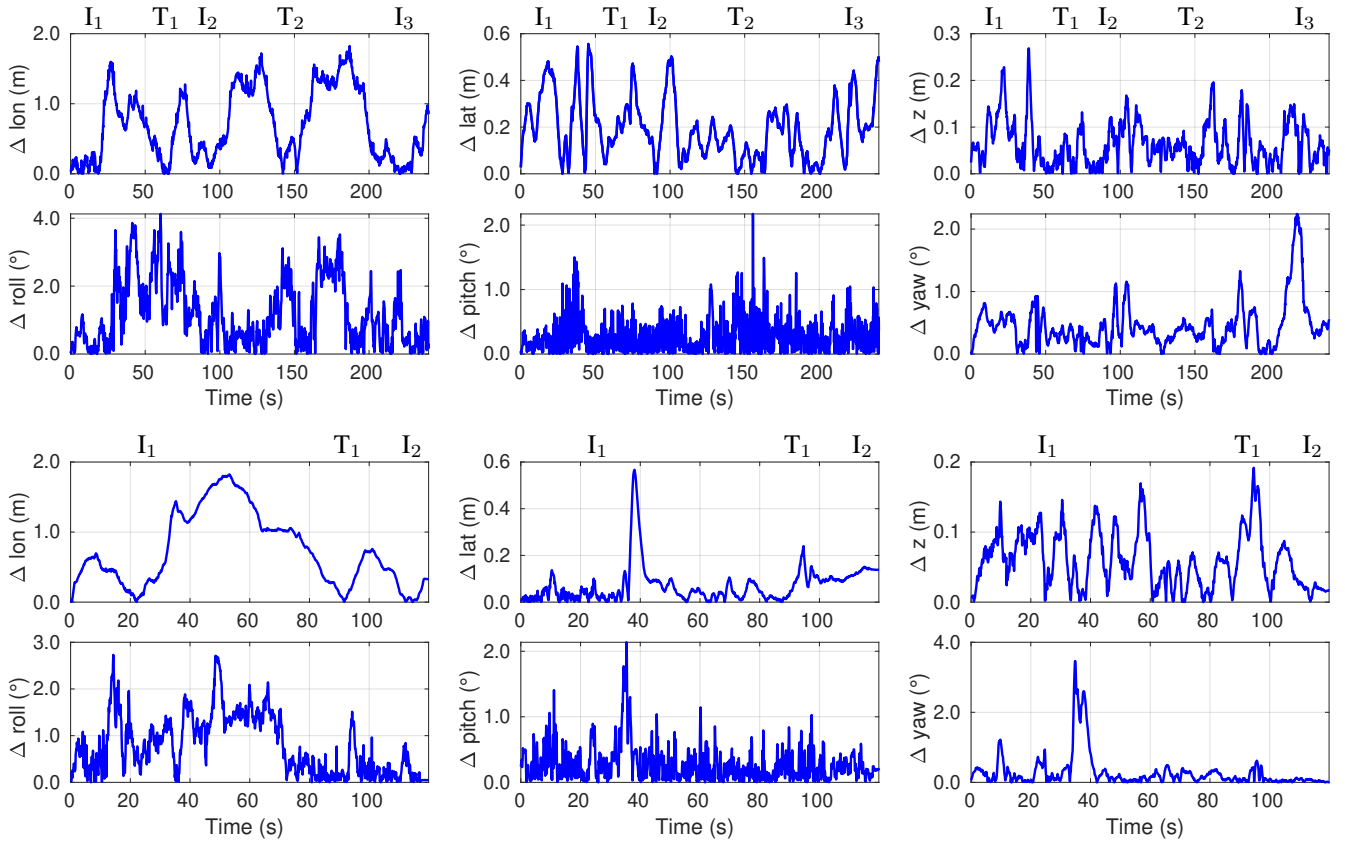 I1 T1 I2 T2 I3
I1 T1 I2 T2 I3
I1 T1 I2 T2 I3
2.0
1.0
0.0
Δ lon (m)
0 50 100 150 200
0.6
0.4
0.2
0.0
Δ lat (m)
0 50 100 150 200
0.3
0.2
0.1
0.0
Δ z (m)
0 50 100 150 200
4.0
2.0
0.0
Δ roll (°)
0 50 100 150 200
Time (s)
2.0
1.0
0.0
Δ pitch (°)
0 50 100 150 200
Time (s)
2.0
1.0
0.0
Δ yaw (°)
0 50 100 150 200
Time (s)
I1 T1 I2
I1 T1 I2
I1 T1 I2
2.0
1.0
0.0
Δ lon (m)
0 20 40 60 80 100
0.6
0.4
0.2
0.0
Δ lat (m)
0 20 40 60 80 100
0.2
0.1
0.0
Δ z (m)
0 20 40 60 80 100
3.0
2.0
1.0
0.0
Δ roll (°)
0 20 40 60 80 100
Time (s)
2.0
1.0
0.0
Δ pitch (°)
0 20 40 60 80 100
Time (s)
4.0
2.0
0.0
Δ yaw (°)
0 20 40 60 80 100
Time (s)